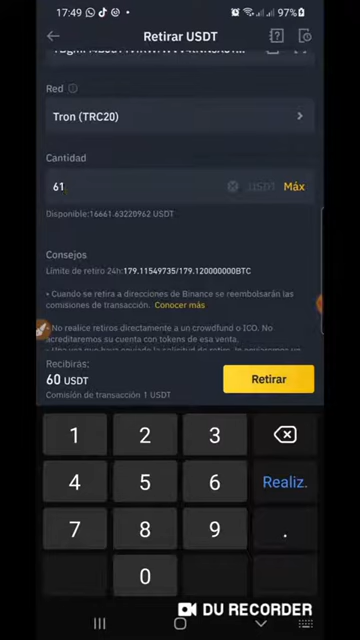 17:49
97%
Retirar USDT
Red
Tron (TRC20)
Cantidad
61
USDT Máx
Disponible:16661.63220962 USDT
Consejos
Límite de retiro 24h:179.11549735/179.120000000BTC
• Cuando se retira a direcciones de Binance se reembolsarán las
comisiones de transacción. Conocer más
• No realice retiros directamente a un crowdfund o ICO. No
acreditaremos su cuenta con tokens de esa venta.
Recibirás:
60 USDT
Comisión de transacción 1 USDT
Retirar
1 2 3
4 5 6 Realiz.
7 8 9 .
0
DU RECORDER